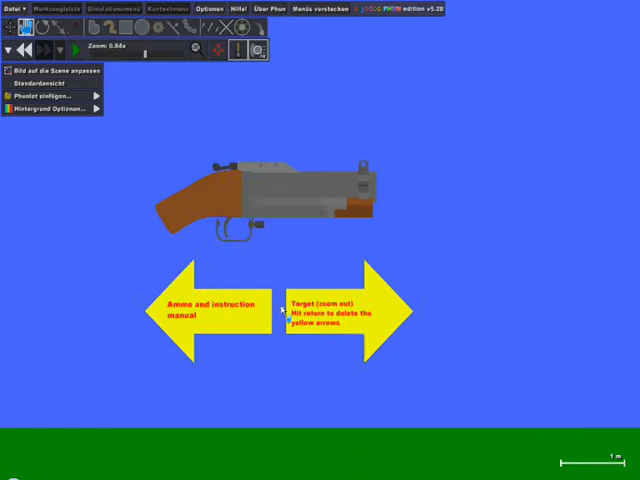 Datei Werkzeugleiste Simulationsmenü Kontextmenü Optionen Hilfe! Über Phun Menüs verstecken PHUN edition v5.28
Zoom: 0.84x
Bild auf die Szene anpassen
Standardansicht
Phunlet einfügen...
Hintergrund Optionen...
Ammo and instruction
manual
Target (zoom out)
Hit return to delete the
yellow arrows
1 m